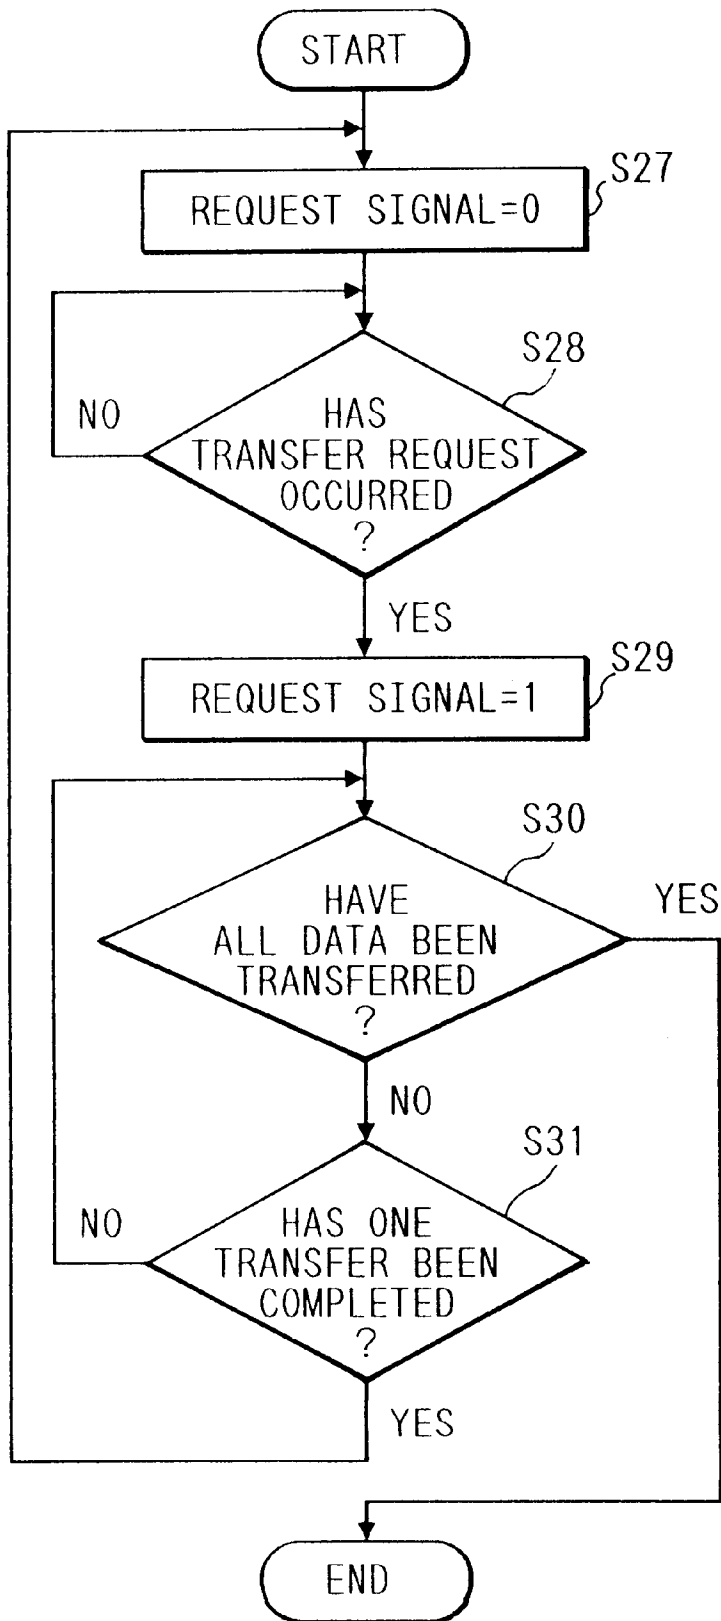 START
S27
REQUEST SIGNAL=0
S28
NO
HAS
TRANSFER REQUEST
OCCURRED
?
YES
S29
REQUEST SIGNAL=1
S30
YES
HAVE
ALL DATA BEEN
TRANSFERRED
?
NO
S31
NO
HAS ONE
TRANSFER BEEN
COMPLETED
?
YES
END